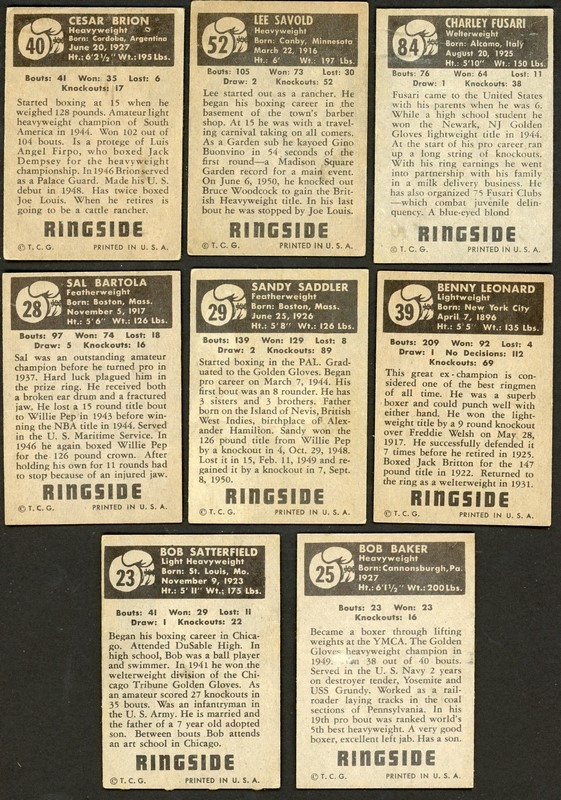 40
CESAR BRION
Heavyweight
Born: Cordoba, Argentina
June 20, 1927
Ht.: 6'2½" Wt.: 195 Lbs.
Bouts: 41 Won: 35 Lost: 6
Knockouts: 17
Started boxing at 15 when he
weighed 128 pounds. Amateur light
heavyweight champion of South
America in 1944. Won 102 out of
104 bouts. Is a protege of Luis
Angel Firpo, who boxed Jack
Dempsey for the heavyweight
championship. In 1946 Brion served
as a Palace Guard. Made his U. S.
debut in 1948. Has twice boxed
Joe Louis. When he retires is
going to be a cattle rancher.
RINGSIDE
© T. C. G. PRINTED IN U. S. A.
52
LEE SAVOLD
Heavyweight
Born: Canby, Minnesota
March 22, 1916
Ht.: 6' Wt. 197 Lbs.
Bouts: 105 Won: 73 Lost: 30
Draw: 2 Knockouts: 52
Lee started out as a rancher. He
began his boxing career in the
basement of the town's barber
shop. At 15 he was with a travel-
ing carnival taking on all comers.
As a Garden sub he kayoed Gino
Buonvino in 54 seconds of the
first round—a Madison Square
Garden record for a main event.
On June 6, 1950, he knocked out
Bruce Woodcock to gain the Brit-
ish Heavyweight title. In his last
bout he was stopped by Joe Louis.
RINGSIDE
© T. C. G. PRINTED IN U. S. A.
84
CHARLEY FUSARI
Welterweight
Born: Alcamo, Italy
August 20, 1925
Ht.: 5'10" Wt.: 150 Lbs.
Bouts: 76 Won: 64 Lost: 11
Draw: 1 Knockouts: 38
Fusari came to the United States
with his parents when he was 6.
While a high school student he
won the Newark, NJ Golden
Gloves lightweight title in 1944.
At the start of his pro career ran
up a long string of knockouts.
With his ring earnings he went
into partnership with his family
in a milk delivery business. He
has also organized 75 Fusari Clubs
—which combat juvenile delin-
quency. A blue-eyed blond
RINGSIDE
© T. C. G. PRINTED IN U. S. A.
28
SAL BARTOLA
Featherweight
Born: Boston, Mass.
November 5, 1917
Ht.: 5'6" Wt.: 126 Lbs.
Bouts: 97 Won: 74 Lost: 18
Draw: 5 Knockouts: 16
Sal was an outstanding amateur
champion before he turned pro in
1937. Hard luck plagued him in
the prize ring. He received both
a broken ear drum and a fractured
jaw. He lost a 15 round title bout
to Willie Pep in 1943 before win-
ning the NBA title in 1944. Served
in the U. S. Maritime Service. In
1946 he again boxed Willie Pep
for the 126 pound crown. After
holding his own for 11 rounds had
to stop because of an injured jaw.
RINGSIDE
© T. C. G. PRINTED IN U. S. A.
29
SANDY SADDLER
Featherweight
Born: Boston, Mass.
June 25, 1926
Ht.: 5'8" Wt.: 126 Lbs.
Bouts: 139 Won: 129 Lost: 8
Draw: 2 Knockouts: 89
Started boxing in the PAL. Grad-
uated to the Golden Gloves. Began
pro career on March 7, 1944. His
first bout was an 8 rounder. He has
3 sisters and 3 brothers. Father
born on the Island of Nevis, British
West Indies, birthplace of Alex-
ander Hamilton. Sandy won the
126 pound title from Willie Pep
by a knockout in 4, Oct. 29, 1948.
Lost it in 15, Feb. 11, 1949 and re-
gained it by a knockout in 7, Sept.
8, 1950.
RINGSIDE
© T. C. G. PRINTED IN U. S. A.
39
BENNY LEONARD
Lightweight
Born: New York City
April 7, 1896
Ht.: 5'5" Wt.: 135 Lbs.
Bouts: 209 Won: 92 Lost: 4
Draw: 1 No Decisions: 112
Knockouts: 69
This great ex-champion is con-
sidered one of the best ringmen
of all time. He was a superb
boxer and could punch well with
either hand. He won the light-
weight title by a 9 round knockout
over Freddie Welsh on May 28,
1917. He successfully defended it
7 times before he retired in 1925.
Boxed Jack Britton for the 147
pound title in 1922. Returned to
the ring as a welterweight in 1931.
RINGSIDE
© T. C. G. PRINTED IN U. S. A.
23
BOB SATTERFIELD
Light Heavyweight
Born: St. Louis, Mo.
November 9, 1923
Ht.: 5'11" Wt.: 175 Lbs.
Bouts: 41 Won: 29 Lost: 11
Draw: 1 Knockouts: 22
Began his boxing career in Chica-
go. Attended DuSable High. In
high school, Bob was a ball player
and swimmer. In 1941 he won the
welterweight division of the Chi-
cago Tribune Golden Gloves. As
an amateur scored 27 knockouts in
35 bouts. Was an infantryman in
the U. S. Army. He is married and
the father of a 7 year old adopted
son. Between bouts Bob attends
an art school in Chicago.
RINGSIDE
© T. C. G. PRINTED IN U. S. A.
25
BOB BAKER
Heavyweight
Born: Cannonsburgh, Pa.
1927
Ht.: 6'1½" Wt.: 200 Lbs.
Bouts: 23 Won: 23
Knockouts: 16
Became a boxer through lifting
weights at the YMCA. The Golden
Glove heavyweight champion in
1949. 38 out of 40 bouts.
Served in the U. S. Navy 2 years
on destroyer tender, Yosemite and
USS Grundy. Worked as a rail-
roader laying tracks in the coal
sections of Pennsylvania. In his
19th pro bout was ranked world's
5th best heavyweight. A very good
boxer, excellent left jab. Has a son.
RINGSIDE
© T. C. G. PRINTED IN U. S. A.